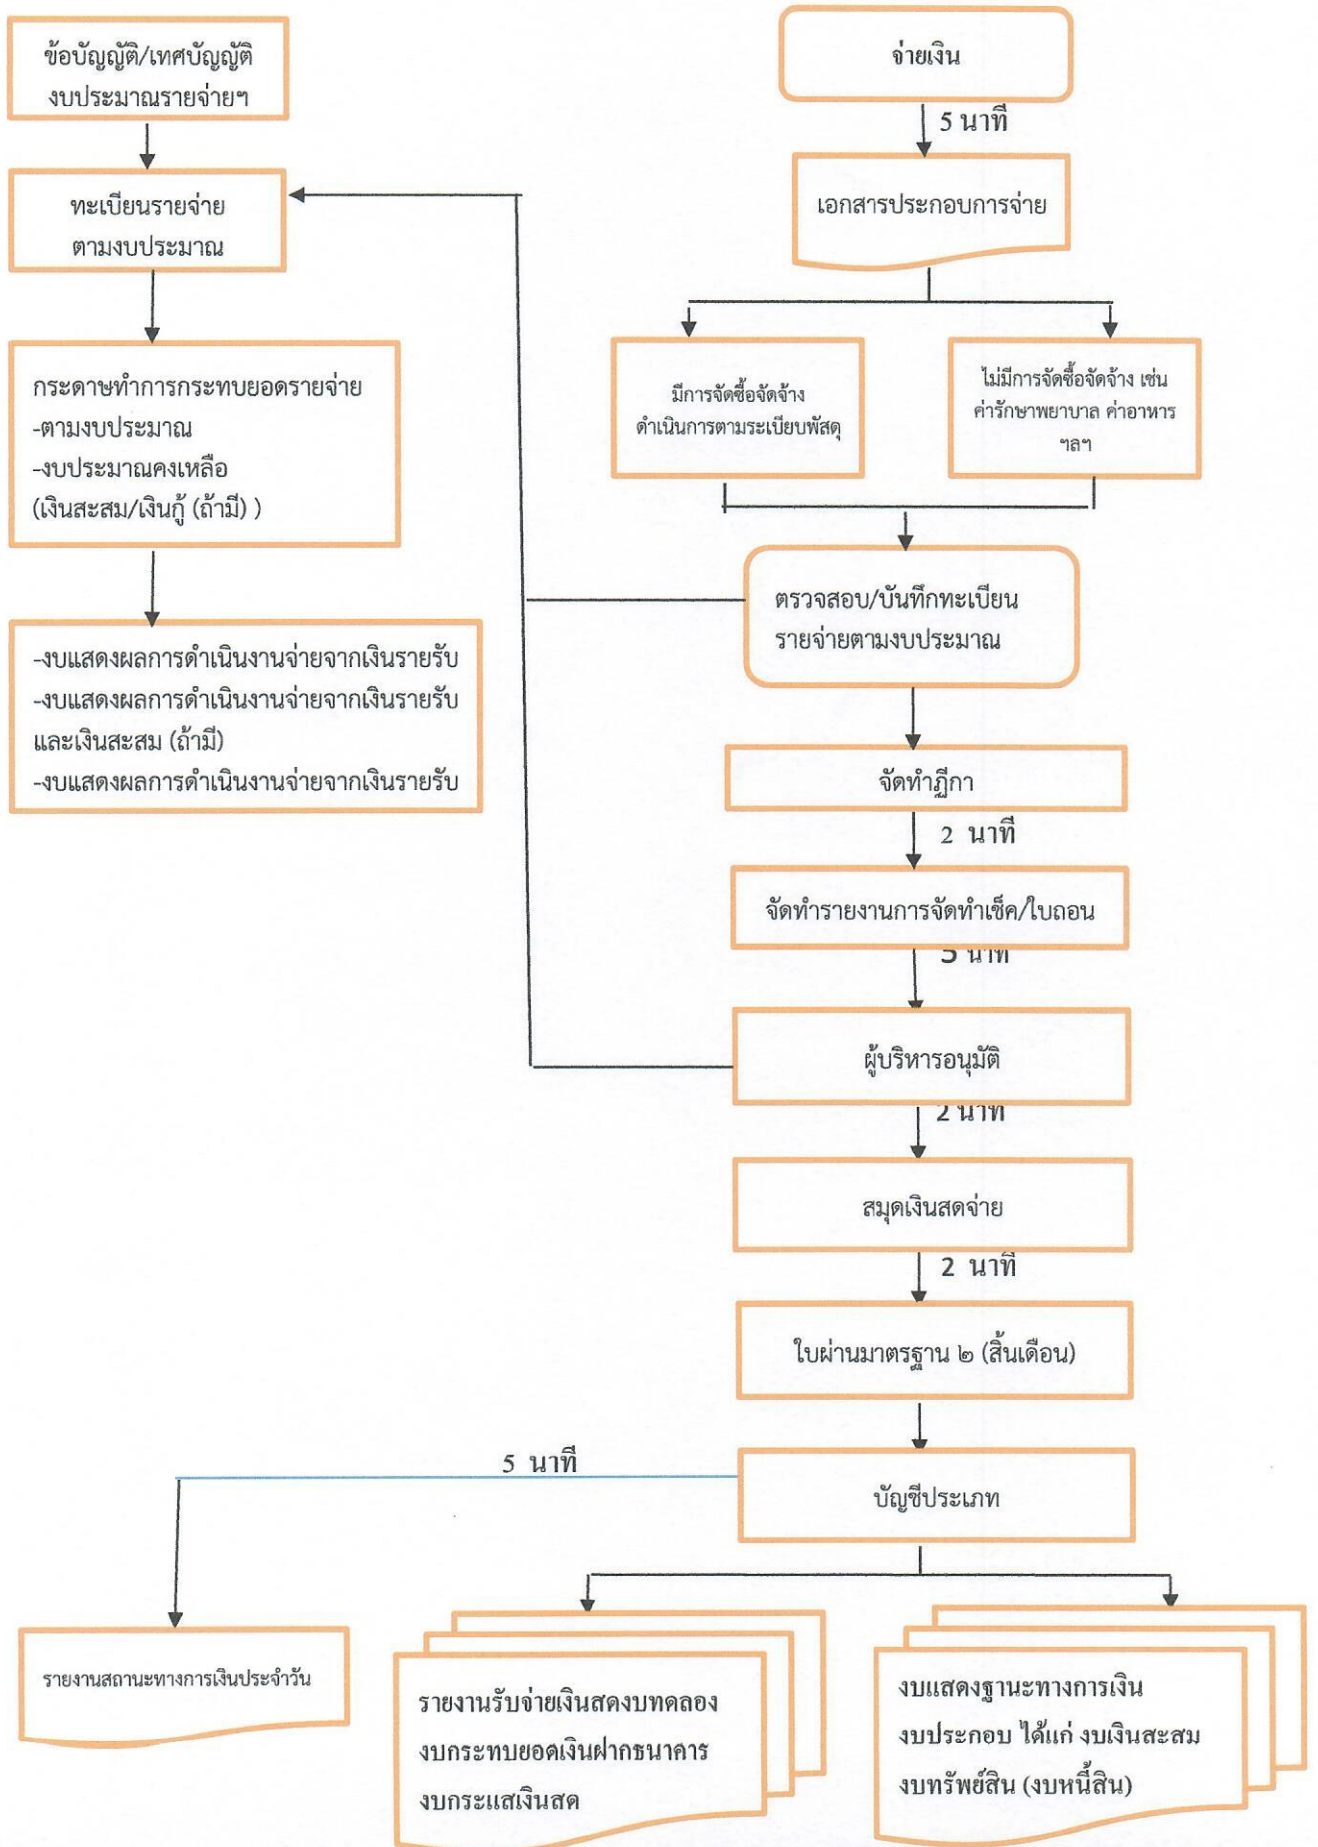 ข้อบัญญัติ/เทศบัญญัติ
งบประมาณรายจ่ายฯ
ทะเบียนรายจ่าย
ตามงบประมาณ
กระดาษทำการกระทบยอดรายจ่าย
-ตามงบประมาณ
-งบประมาณคงเหลือ
(เงินสะสม/เงินกู้ (ถ้ามี) )
-งบแสดงผลการดำเนินงานจ่ายจากเงินรายรับ
-งบแสดงผลการดำเนินงานจ่ายจากเงินรายรับ
และเงินสะสม (ถ้ามี)
-งบแสดงผลการดำเนินงานจ่ายจากเงินรายรับ
จ่ายเงิน
5 นาที
เอกสารประกอบการจ่าย
มีการจัดซื้อจัดจ้าง
ดำเนินการตามระเบียบพัสดุ
ไม่มีการจัดซื้อจัดจ้าง เช่น
ค่ารักษาพยาบาล ค่าอาหาร
ฯลฯ
ตรวจสอบ/บันทึกทะเบียน
รายจ่ายตามงบประมาณ
จัดทำฎีกา
2 นาที
จัดทำรายงานการจัดทำเช็ค/ใบถอน
นาที
ผู้บริหารอนุมัติ
2 นาที
สมุดเงินสดจ่าย
2 นาที
ใบผ่านมาตรฐาน ๒ (สิ้นเดือน)
5 นาที
บัญชีประเภท
รายงานสถานะทางการเงินประจำวัน
รายงานรับจ่ายเงินสดงบทดลอง
งบกระทบยอดเงินฝากธนาคาร
งบกระแสเงินสด
งบแสดงฐานะทางการเงิน
งบประกอบ ได้แก่ งบเงินสะสม
งบทรัพย์สิน (งบหนี้สิน)